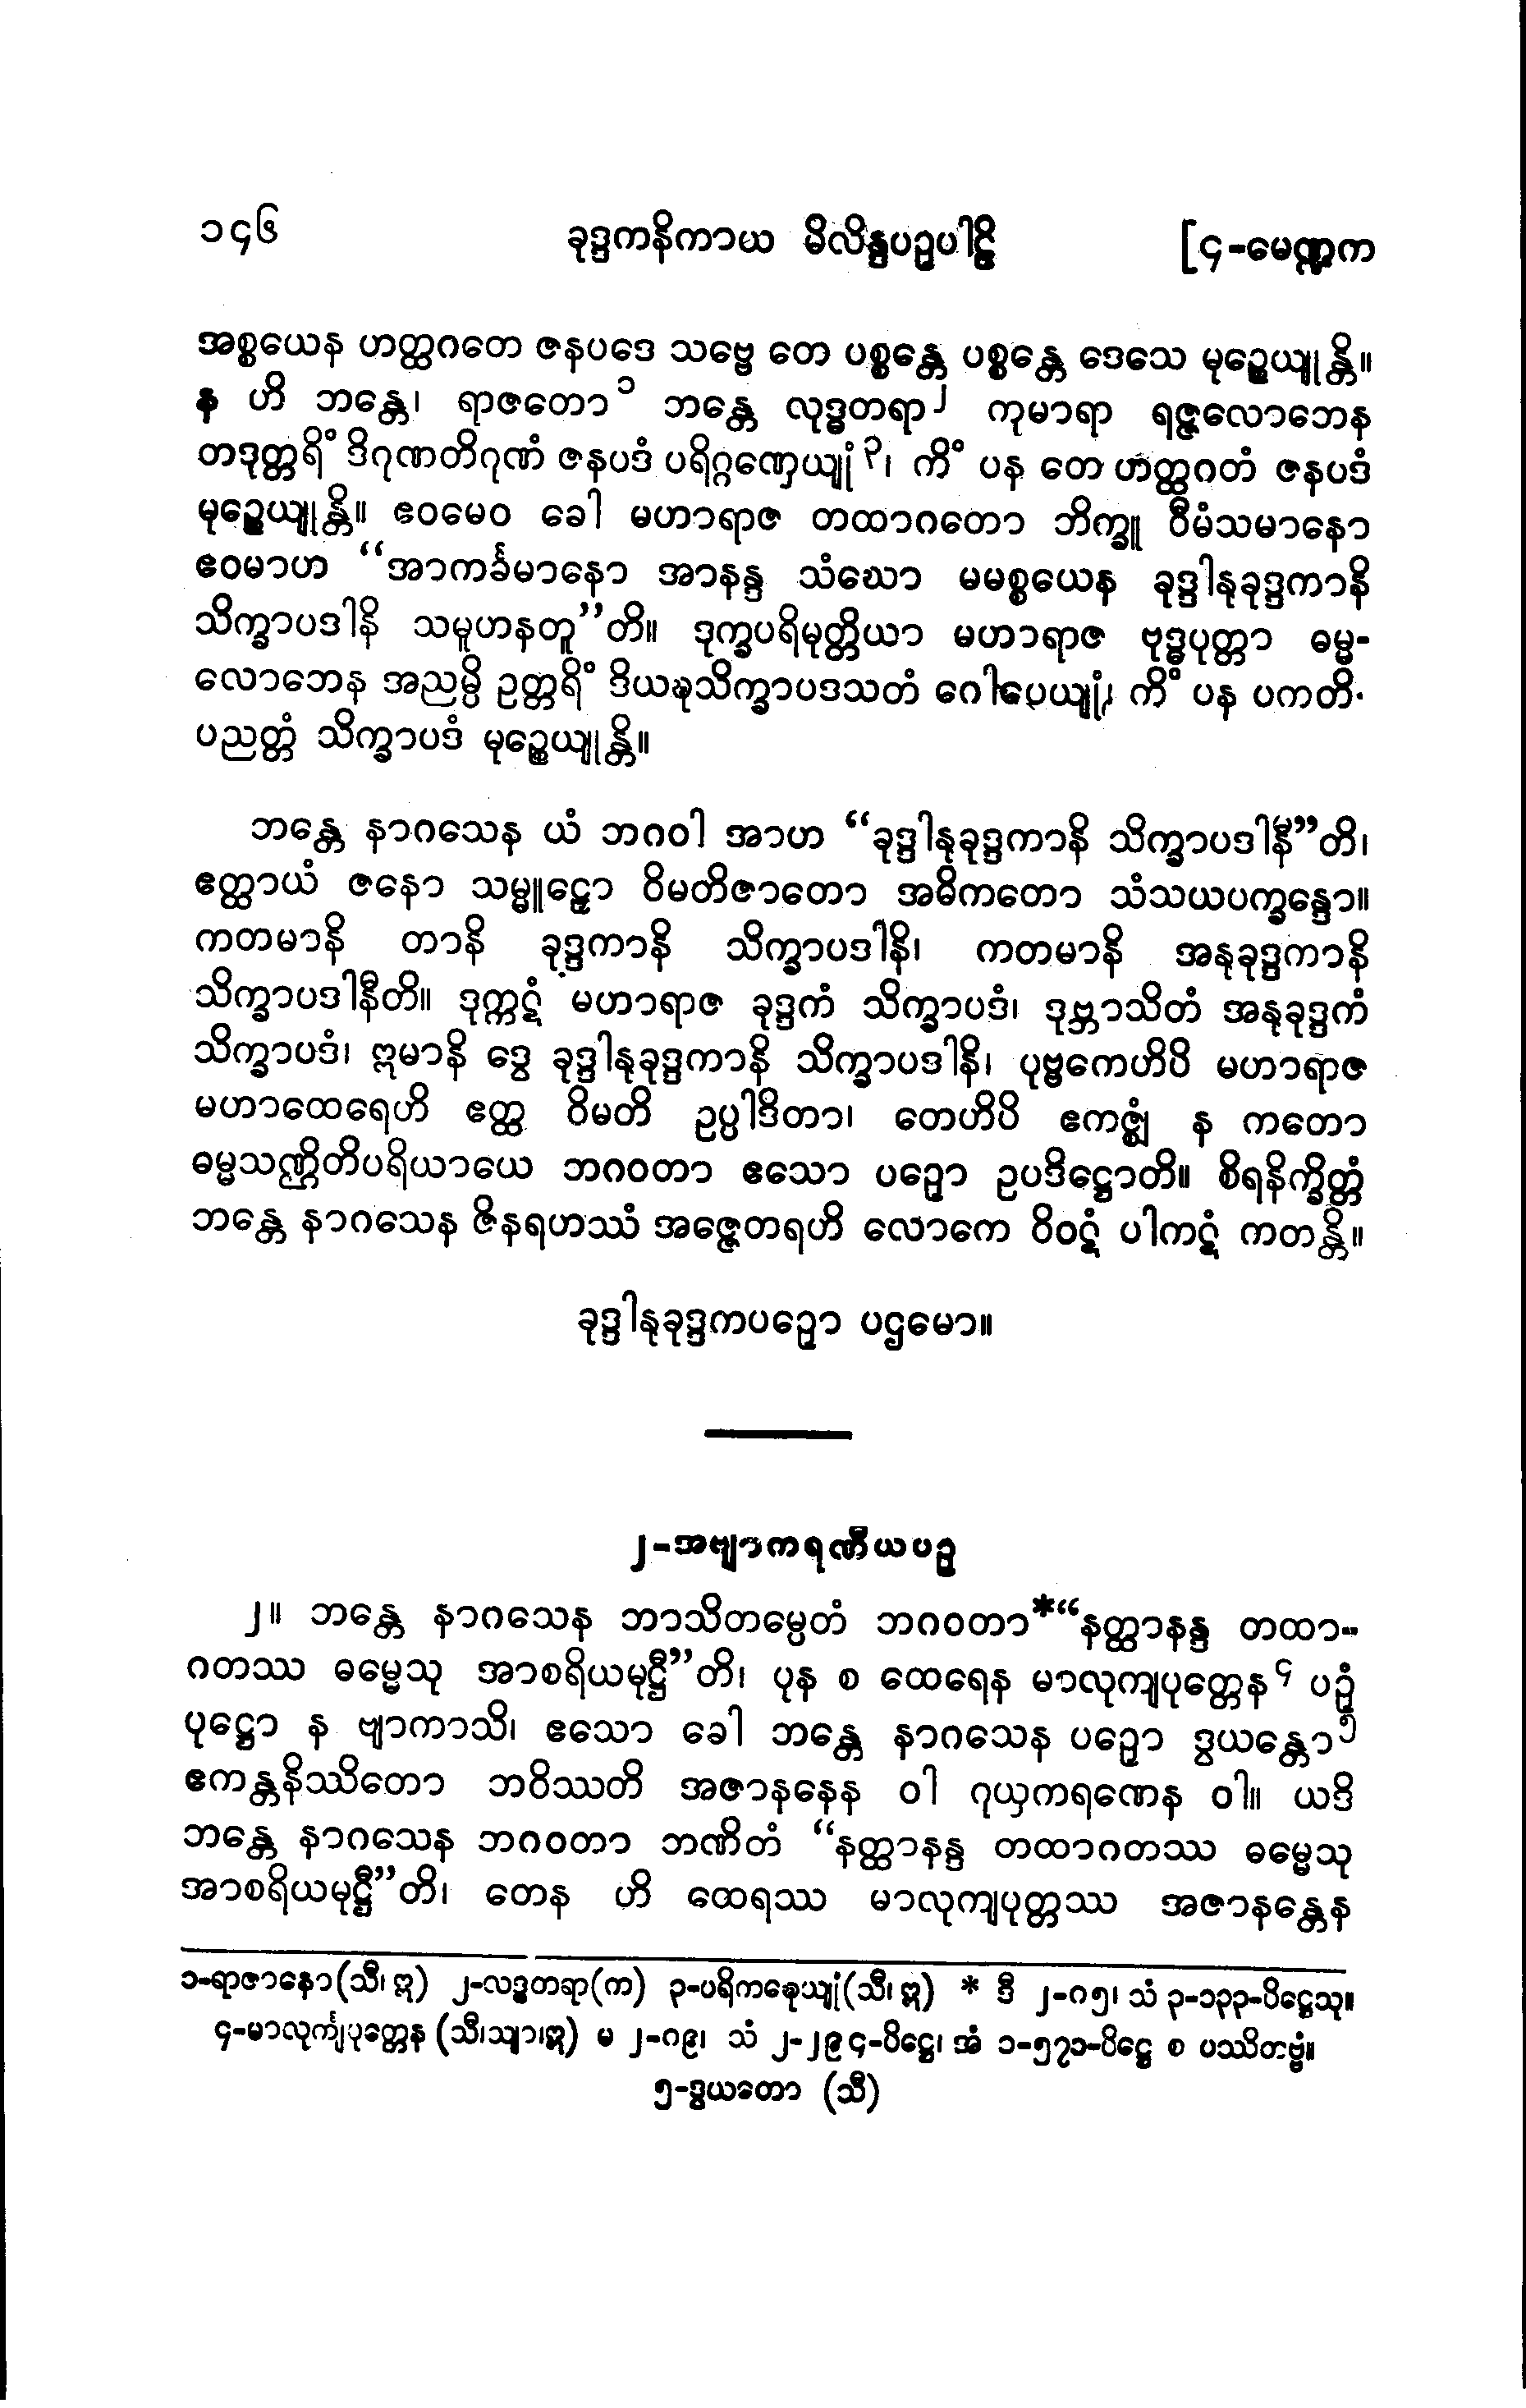 ၁၄၆ ခုဒ္ဒကနိကာယ မိလိန္ဒပဉှပါဠိ [၄-မေဏ္ဍက
အစ္စယေန ဟတ္ထဂတေ ဇနပဒေ သဗ္ဗေ တေ ပစ္စန္တေ ပစ္စန္တေ ဒေသေ မုဉ္စေယျုန္တိ။
န ဟိ ဘန္တေ၊ ရာဇတော၁ ဘန္တေ လုဒ္ဓတရာ၂ ကုမာရာ ရဇ္ဇလောဘေန
တဒုတ္တရိံ ဒိဂုဏတိဂုဏံ ဇနပဒံ ပရိဂ္ဂဏှေယျုံ၃၊ ကိံ ပန တေ ဟတ္ထဂတံ ဇနပဒံ
မုဉ္စေယျုန္တိ။ ဧဝမေဝ ခေါ မဟာရာဇ တထာဂတော ဘိက္ခူ ဝီမံသမာနော
ဧဝမာဟ “အာကင်္ခမာနော အာနန္ဒ သံဃော မမစ္စယေန ခုဒ္ဒါနုခုဒ္ဒကာနိ
သိက္ခာပဒါနိ သမူဟနတူ”တိ။ ဒုက္ခပရိမုတ္တိယာ မဟာရာဇ ဗုဒ္ဓပုတ္တာ ဓမ္မ-
လောဘေန အညမ္ပိ ဥတ္တရိံ ဒိယဍ္ဎသိက္ခာပဒသတံ ဂေါပေယျုံ၊ ကိံ ပန ပကတိ-
ပညတ္တံ သိက္ခာပဒံ မုဉ္စေယျုန္တိ။
ဘန္တေ နာဂသေန ယံ ဘဂဝါ အာဟ “ခုဒ္ဒါနုခုဒ္ဒကာနိ သိက္ခာပဒါနီ”တိ၊
ဧတ္ထာယံ ဇနော သမ္မူဠှော ဝိမတိဇာတော အဓိကတော သံသယပက္ခန္ဒော။
ကတမာနိ တာနိ ခုဒ္ဒကာနိ သိက္ခာပဒါနိ၊ ကတမာနိ အနုခုဒ္ဒကာနိ
သိက္ခာပဒါနီတိ။ ဒုက္ကဋံ မဟာရာဇ ခုဒ္ဒကံ သိက္ခာပဒံ၊ ဒုဗ္ဘာသိတံ အနုခုဒ္ဒကံ
သိက္ခာပဒံ၊ ဣမာနိ ဒွေ ခုဒ္ဒါနုခုဒ္ဒကာနိ သိက္ခာပဒါနိ၊ ပုဗ္ဗကေဟိပိ မဟာရာဇ
မဟာထေရေဟိ ဧတ္ထ ဝိမတိ ဥပ္ပါဒိတာ၊ တေဟိပိ ဧကဇ္ဈံ န ကတော
ဓမ္မသဏ္ဌိတိပရိယာယေ ဘဂဝတာ ဧသော ပဉှော ဥပဒိဋ္ဌောတိ။ စိရနိက္ခိတ္တံ
ဘန္တေ နာဂသေန ဇိနရဟဿံ အဇ္ဇေတရဟိ လောကေ ဝိဝဋံ ပါကဋံ ကတန္တိ။
ခုဒ္ဒါနုခုဒ္ဒကပဉှော ပဌမော။
၂-အဗျာကရဏီယပဉှ
၂။ ဘန္တေ နာဂသေန ဘာသိတမ္ပေတံ ဘဂဝတာ*“နတ္ထာနန္ဒ တထာ-
ဂတဿ ဓမ္မေသု အာစရိယမုဋ္ဌီ”တိ၊ ပုန စ ထေရေန မာလုကျပုတ္တေန၄ ပဉှံ
ပုဋ္ဌော န ဗျာကာသိ၊ ဧသော ခေါ ဘန္တေ နာဂသေန ပဉှော ဒွယန္တော၅
ဧကန္တနိဿိတော ဘဝိဿတိ အဇာနနေန ဝါ ဂုယှကရဏေန ဝါ။ ယဒိ
ဘန္တေ နာဂသေန ဘဂဝတာ ဘဏိတံ “နတ္ထာနန္ဒ တထာဂတဿ ဓမ္မေသု
အာစရိယမုဋ္ဌီ”တိ၊ တေန ဟိ ထေရဿ မာလုကျပုတ္တဿ အဇာနန္တေန
၁-ရာဇာနော(သီ၊ ဣ) ၂-လဒ္ဓတရာ(က) ၃-ပရိကဍ္ဎေယျုံ(သီ၊ ဣ) * ဒီ ၂-၈၅၊ သံ ၃-၁၃၃-ပိဋ္ဌေသု။
၄-မာလုင်္ကျပုတ္တေန (သီ၊သျာ၊ဣ) မ ၂-၈၉၊ သံ ၂-၂၉၄-ပိဋ္ဌေ၊ အံ ၁-၅၇၁-ပိဋ္ဌေ စ ပဿိတဗ္ဗံ။
၅-ဒွယတော (သီ)